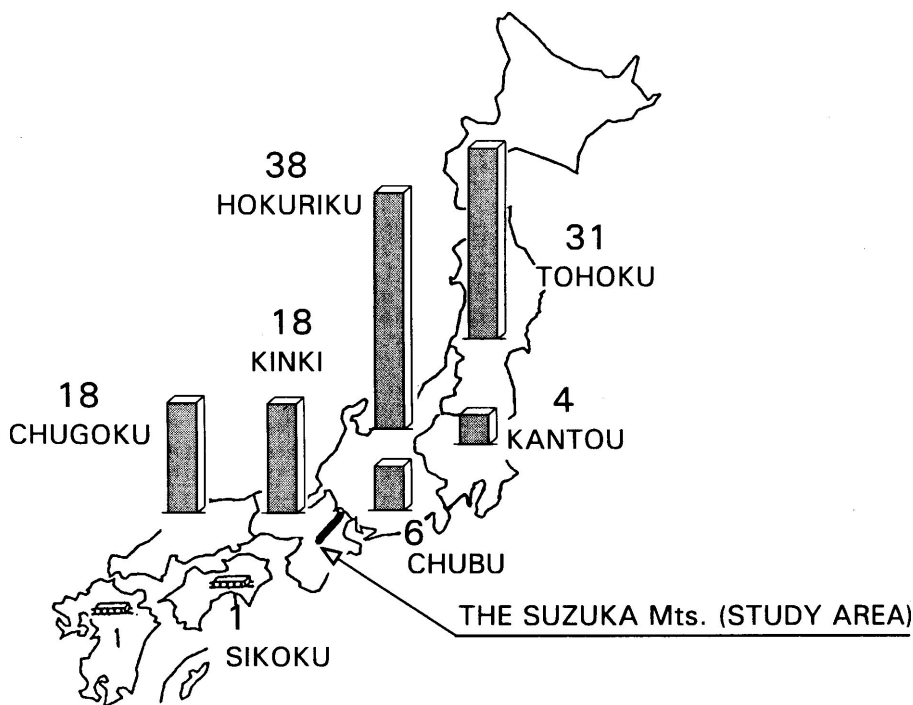 38
HOKURIKU
31
TOHOKU
18
KINKI
18
CHUGOKU
4
KANTOU
6
CHUBU
1
1
SIKOKU
THE SUZUKA Mts. (STUDY AREA)